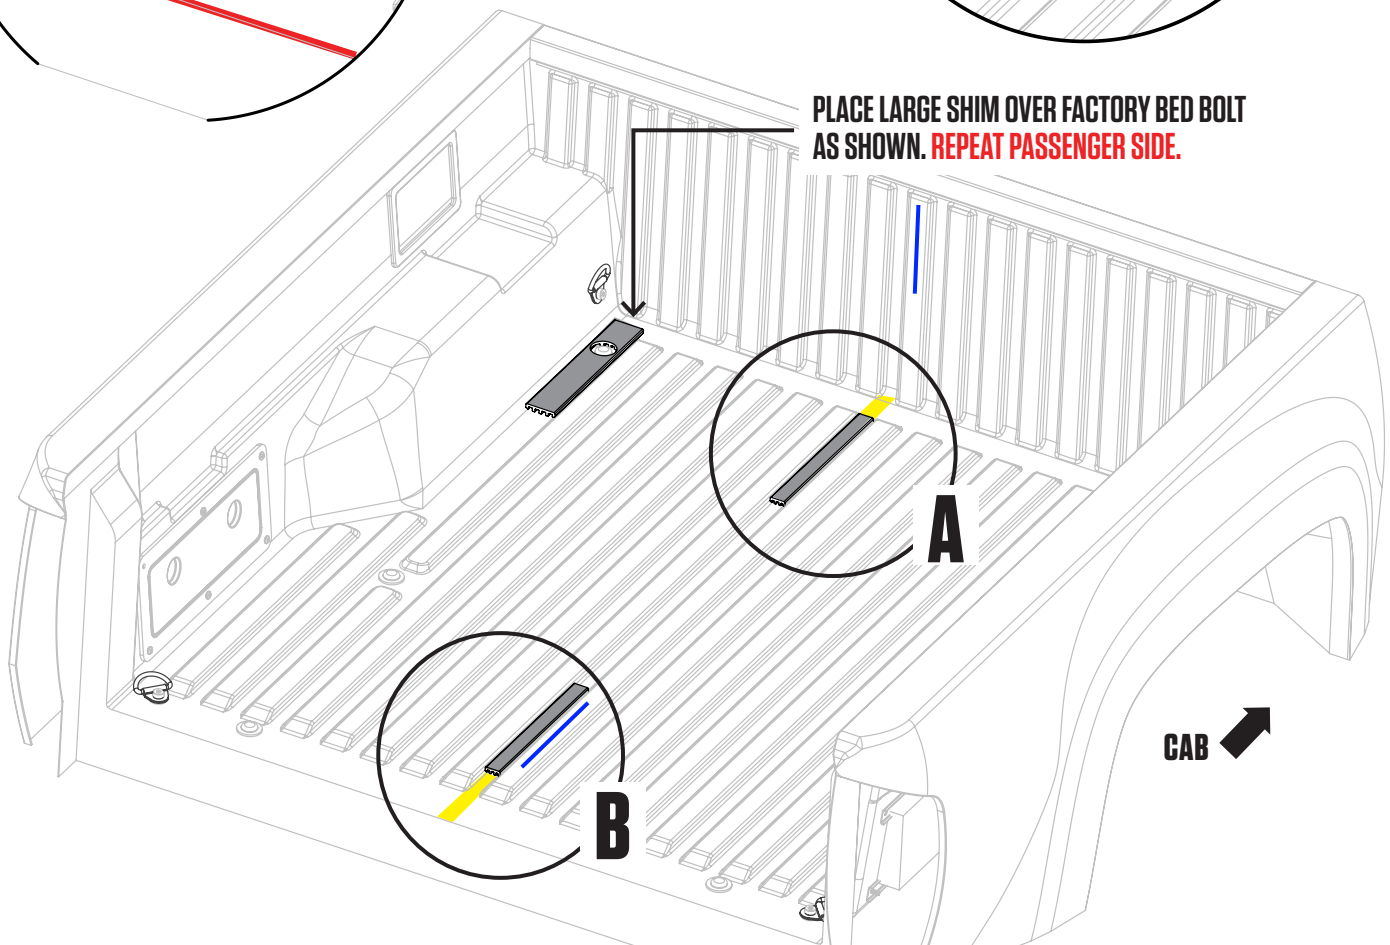 PLACE LARGE SHIM OVER FACTORY BED BOLT
AS SHOWN. REPEAT PASSENGER SIDE.
A
CAB
B